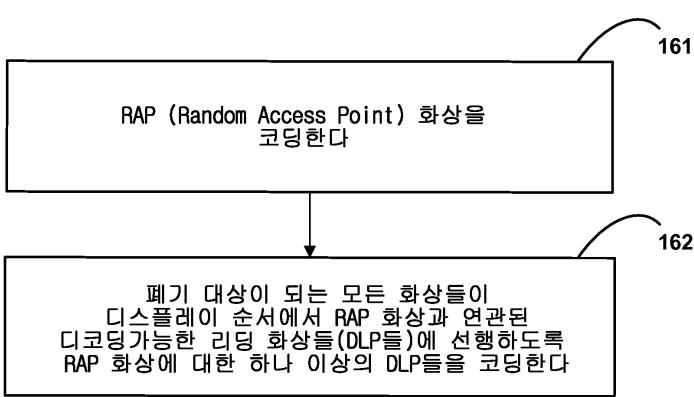 161
RAP (Random Access Point) 화상을
코딩한다
162
폐기 대상이 되는 모든 화상들이
디스플레이 순서에서 RAP 화상과 연관된
디코딩가능한 리딩 화상들(DLP들)에 선행하도록
RAP 화상에 대한 하나 이상의 DLP들을 코딩한다